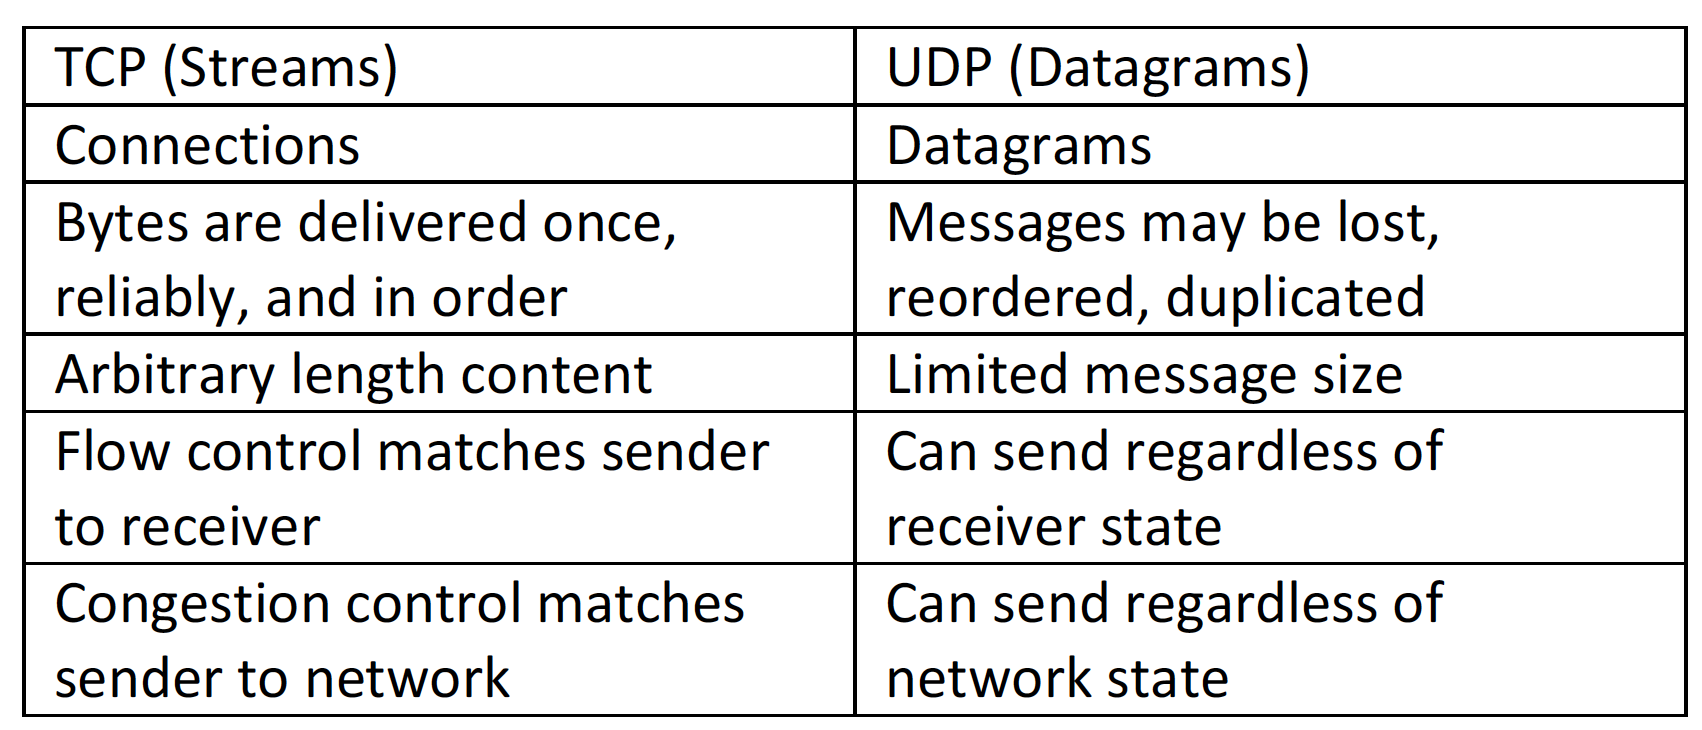 TCP (Streams)
UDP (Datagrams)
Connections
Datagrams
Bytes are delivered once,
reliably, and in order
Messages may be lost,
reordered, duplicated
Arbitrary length content
Limited message size
Flow control matches sender
to receiver
Can send regardless of
receiver state
Congestion control matches
sender to network
Can send regardless of
network state